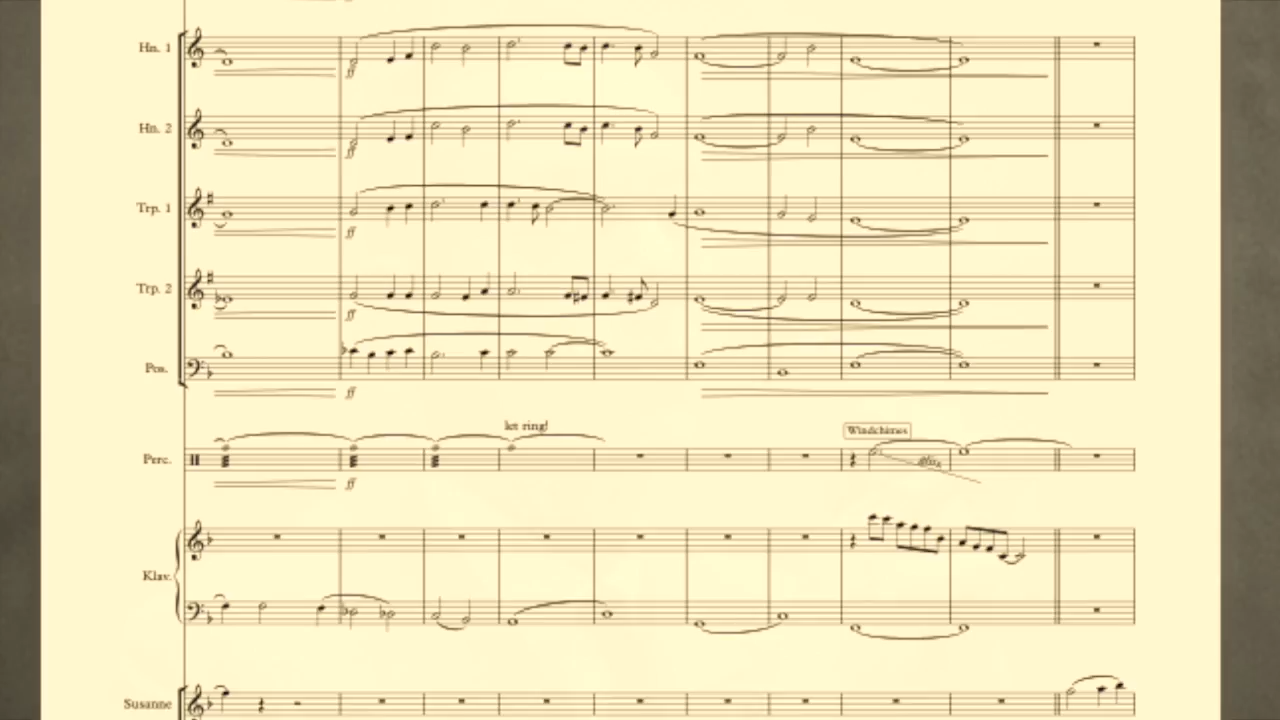 Hn. 1
ff
Hn. 2
ff
Trp. 1
ff
Trp. 2
ff
Pos.
ff
let ring!
Windchimes
Perc.
gliss.
ff
Klav.
Susanne